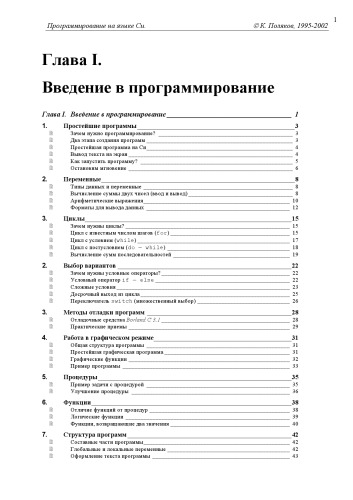 1
Программирование на языке Си. © К. Поляков, 1995-2002
Глава I.
Введение в программирование
Глава I. Введение в программирование 1
1. Простейшие программы 3
Зачем нужно программирование? 3
Два этапа создания программ 3
Простейшая программа на Си 4
Вывод текста на экран 4
Как запустить программу? 5
Остановим мгновение 6
2. Переменные 8
Типы данных и переменные 8
Вычисление суммы двух чисел (ввод и вывод) 8
Арифметические выражения 10
Форматы для вывода данных 12
3. Циклы 15
Зачем нужны циклы? 15
Цикл с известным числом шагов (for) 15
Цикл с условием (while) 17
Цикл с постусловием (do – while) 18
Вычисление сумм последовательностей 19
2. Выбор вариантов 22
Зачем нужны условные операторы? 22
Условный оператор if – else 22
Сложные условия 23
Досрочный выход из цикла 25
Переключатель switch (множественный выбор) 26
3. Методы отладки программ 28
Отладочные средства Borland C 3.1 28
Практические приемы 29
4. Работа в графическом режиме 31
Общая структура программы 31
Простейшая графическая программа 31
Графические функции 32
Пример программы 33
5. Процедуры 35
Пример задачи с процедурой 35
Улучшение процедуры 36
6. Функции 38
Отличие функций от процедур 38
Логические функции 39
Функции, возвращающие два значения 40
7. Структура программ 42
Составные части программы 42
Глобальные и локальные переменные 42
Оформление текста программы 43